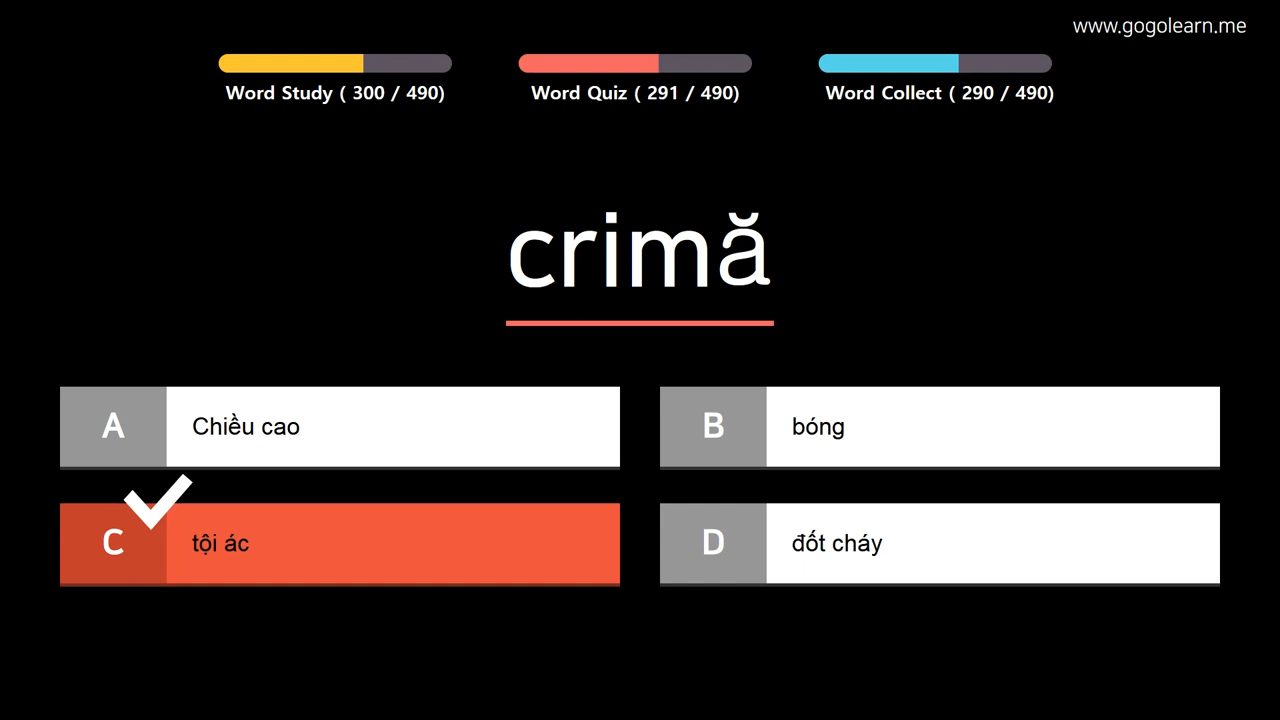 www.gogolearn.me
Word Study ( 300 / 490) Word Quiz ( 291 / 490) Word Collect ( 290 / 490)
crimă
A Chiều cao
B bóng
C tội ác
D đốt cháy